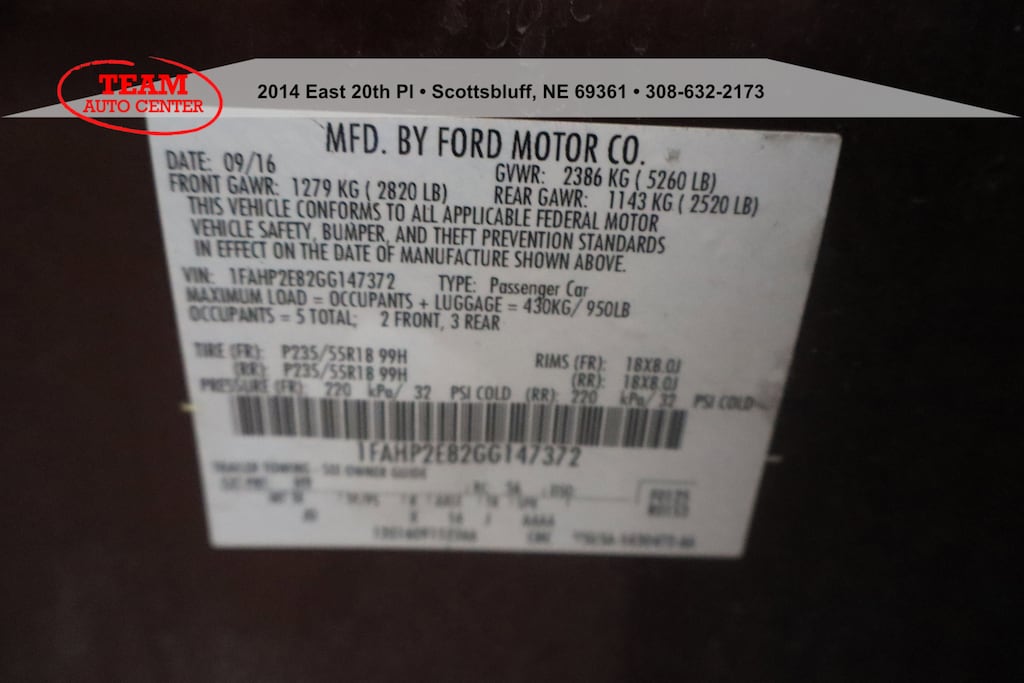 TEAM
AUTO CENTER
2014 East 20th Pl • Scottsbluff, NE 69361 • 308-632-2173
MFD. BY FORD MOTOR CO.
DATE: 09/16 GVWR: 2386 KG ( 5260 LB)
FRONT GAWR: 1279 KG ( 2820 LB) REAR GAWR: 1143 KG ( 2520 LB)
THIS VEHICLE CONFORMS TO ALL APPLICABLE FEDERAL MOTOR
VEHICLE SAFETY, BUMPER, AND THEFT PREVENTION STANDARDS
IN EFFECT ON THE DATE OF MANUFACTURE SHOWN ABOVE.
VIN: 1FAHP2E82GG147372 TYPE: Passenger Car
MAXIMUM LOAD = OCCUPANTS + LUGGAGE = 430KG/ 950LB
OCCUPANTS = 5 TOTAL; 2 FRONT, 3 REAR
TIRE (FR): P235/55R18 99H RIMS (FR): 18X8.0J
(RR): P235/55R18 99H (RR): 18X8.0J
PRESSURE (FR): 220 kPa/ 32 PSI COLD (RR): 220 kPa/ 32 PSI COLD
1FAHP2E82GG147372
TRAILER TOWING - SEE OWNER GUIDE